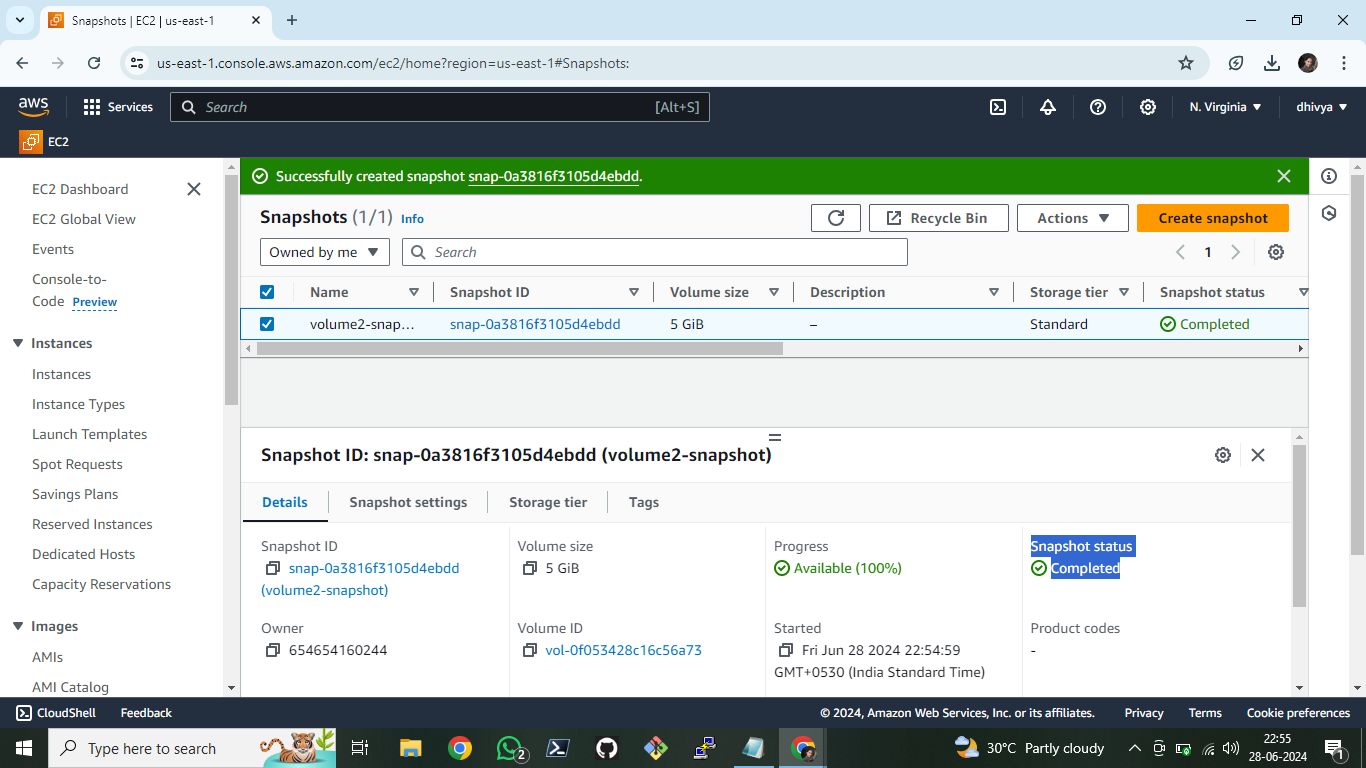 Snapshots | EC2 | us-east-1
us-east-1.console.aws.amazon.com/ec2/home?region=us-east-1#Snapshots:
aws
Services
Search
[Alt+S]
N. Virginia
dhivya
EC2
EC2 Dashboard
EC2 Global View
Events
Console-to-
Code Preview
Instances
Instances
Instance Types
Launch Templates
Spot Requests
Savings Plans
Reserved Instances
Dedicated Hosts
Capacity Reservations
Images
AMIs
AMI Catalog
Successfully created snapshot snap-0a3816f3105d4ebdd.
Snapshots (1/1) Info
Recycle Bin
Actions
Create snapshot
Owned by me
Search
1
Name Snapshot ID Volume size Description Storage tier Snapshot status
volume2-snap... snap-0a3816f3105d4ebdd 5 GiB – Standard Completed
Snapshot ID: snap-0a3816f3105d4ebdd (volume2-snapshot)
Details Snapshot settings Storage tier Tags
Snapshot ID
snap-0a3816f3105d4ebdd
(volume2-snapshot)
Volume size
5 GiB
Progress
Available (100%)
Snapshot status
Completed
Owner
654654160244
Volume ID
vol-0f053428c16c56a73
Started
Fri Jun 28 2024 22:54:59
GMT+0530 (India Standard Time)
Product codes
-
CloudShell Feedback © 2024, Amazon Web Services, Inc. or its affiliates. Privacy Terms Cookie preferences
Type here to search
2
30°C Partly cloudy
22:55
28-06-2024
1